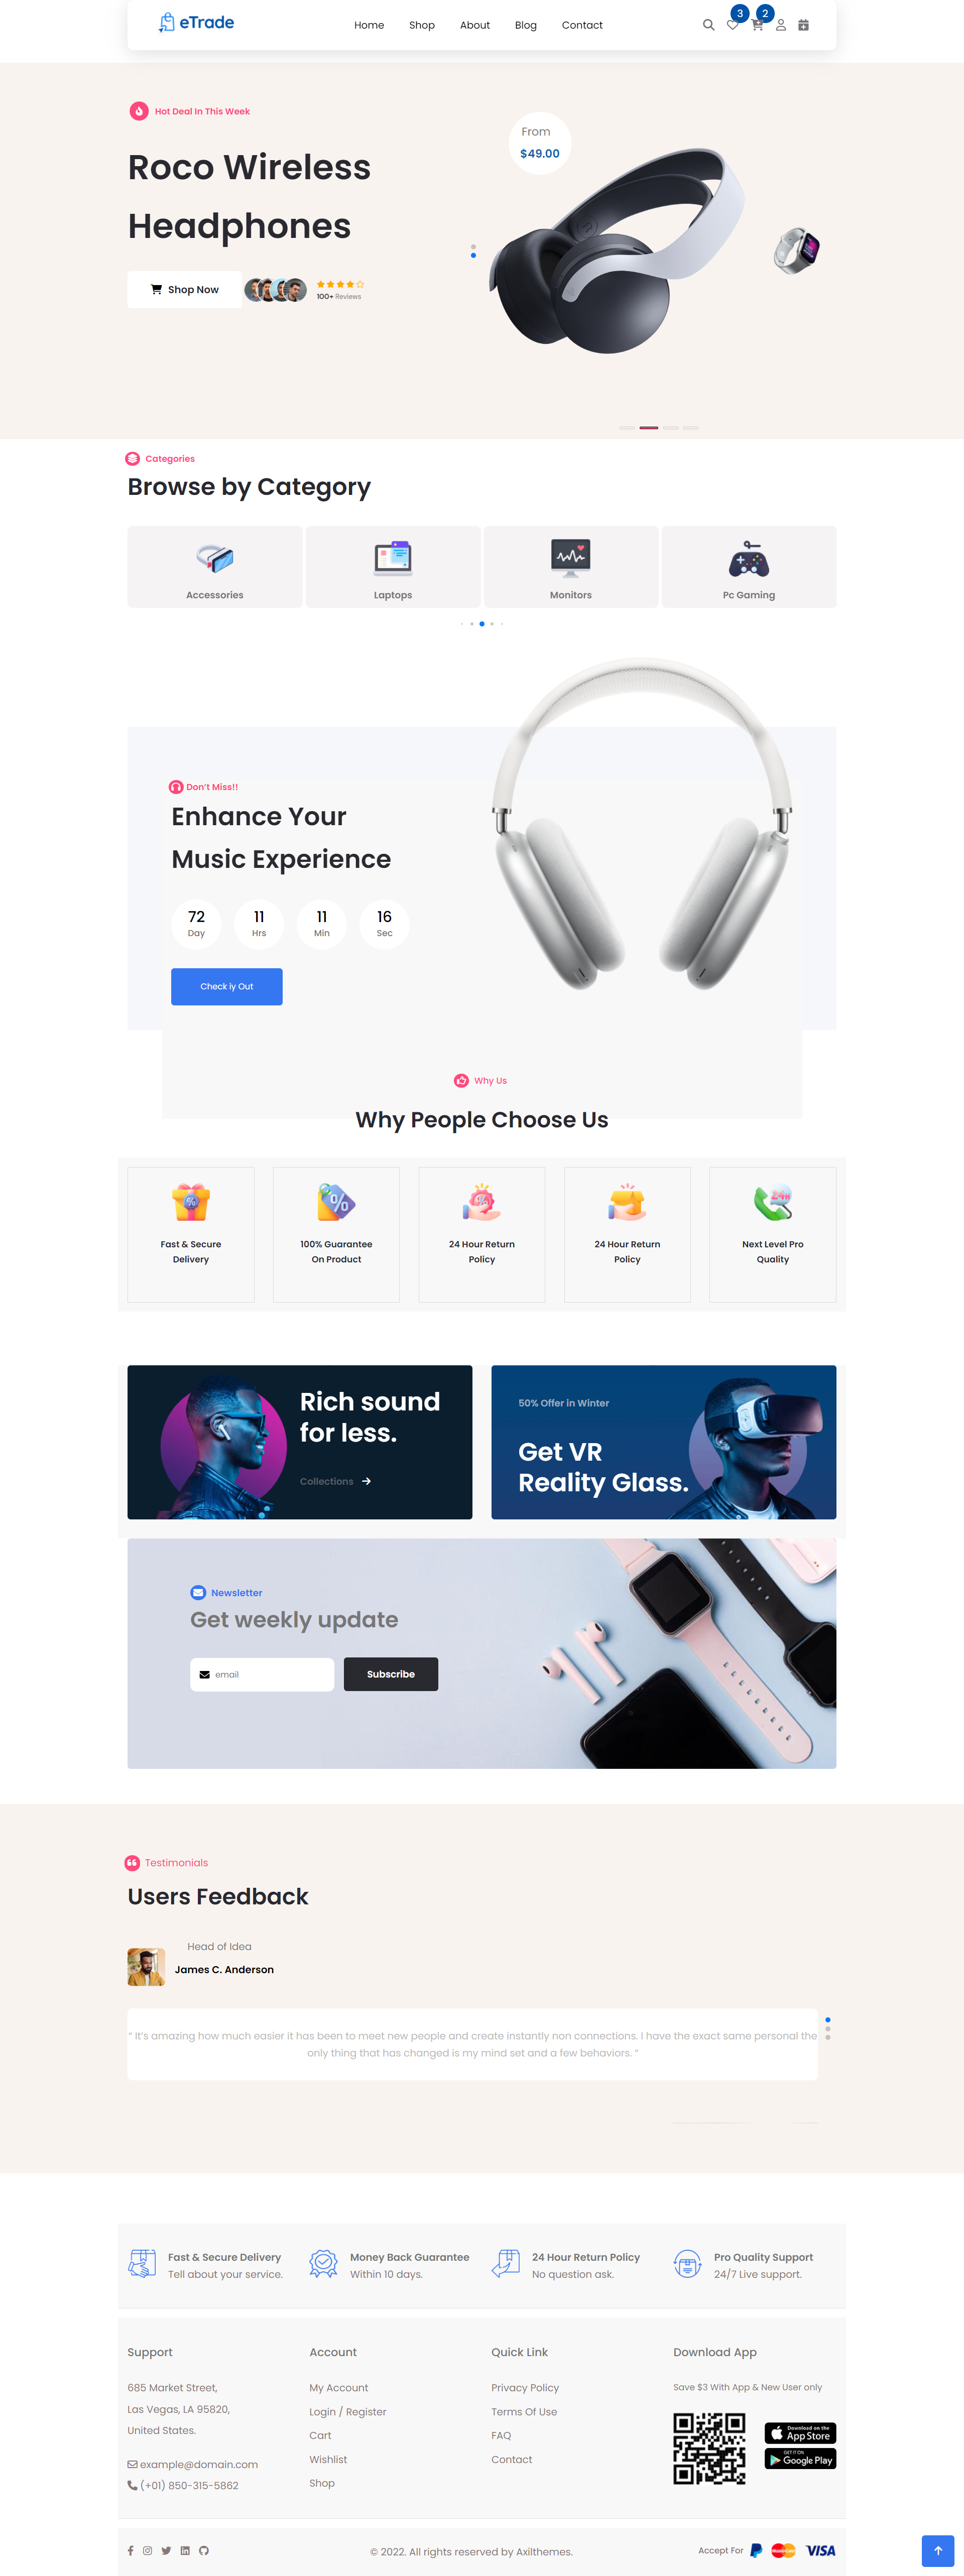 eTrade
Home Shop About Blog Contact
3 2
Hot Deal In This Week
Roco Wireless
Headphones
From
$49.00
Shop Now
100+ Reviews
Categories
Browse by Category
Accessories
Laptops
Monitors
Pc Gaming
Don't Miss!!
Enhance Your
Music Experience
72
Day
11
Hrs
11
Min
16
Sec
Check iy Out
Why Us
Why People Choose Us
Fast & Secure
Delivery
100% Guarantee
On Product
24 Hour Return
Policy
24 Hour Return
Policy
24H
Next Level Pro
Quality
Rich sound
for less.
Collections
50% Offer in Winter
Get VR
Reality Glass.
Newsletter
Get weekly update
email
Subscribe
Testimonials
Users Feedback
Head of Idea
James C. Anderson
“ It’s amazing how much easier it has been to meet new people and create instantly non connections. I have the exact same personal the
only thing that has changed is my mind set and a few behaviors. ”
Fast & Secure Delivery
Tell about your service.
Money Back Guarantee
Within 10 days.
24 Hour Return Policy
No question ask.
Pro Quality Support
24/7 Live support.
Support
685 Market Street,
Las Vegas, LA 95820,
United States.
example@domain.com
(+01) 850-315-5862
Account
My Account
Login / Register
Cart
Wishlist
Shop
Quick Link
Privacy Policy
Terms Of Use
FAQ
Contact
Download App
Save $3 With App & New User only
Download on the
App Store
GET IT ON
Google Play
© 2022. All rights reserved by Axilthemes.
Accept For
VISA